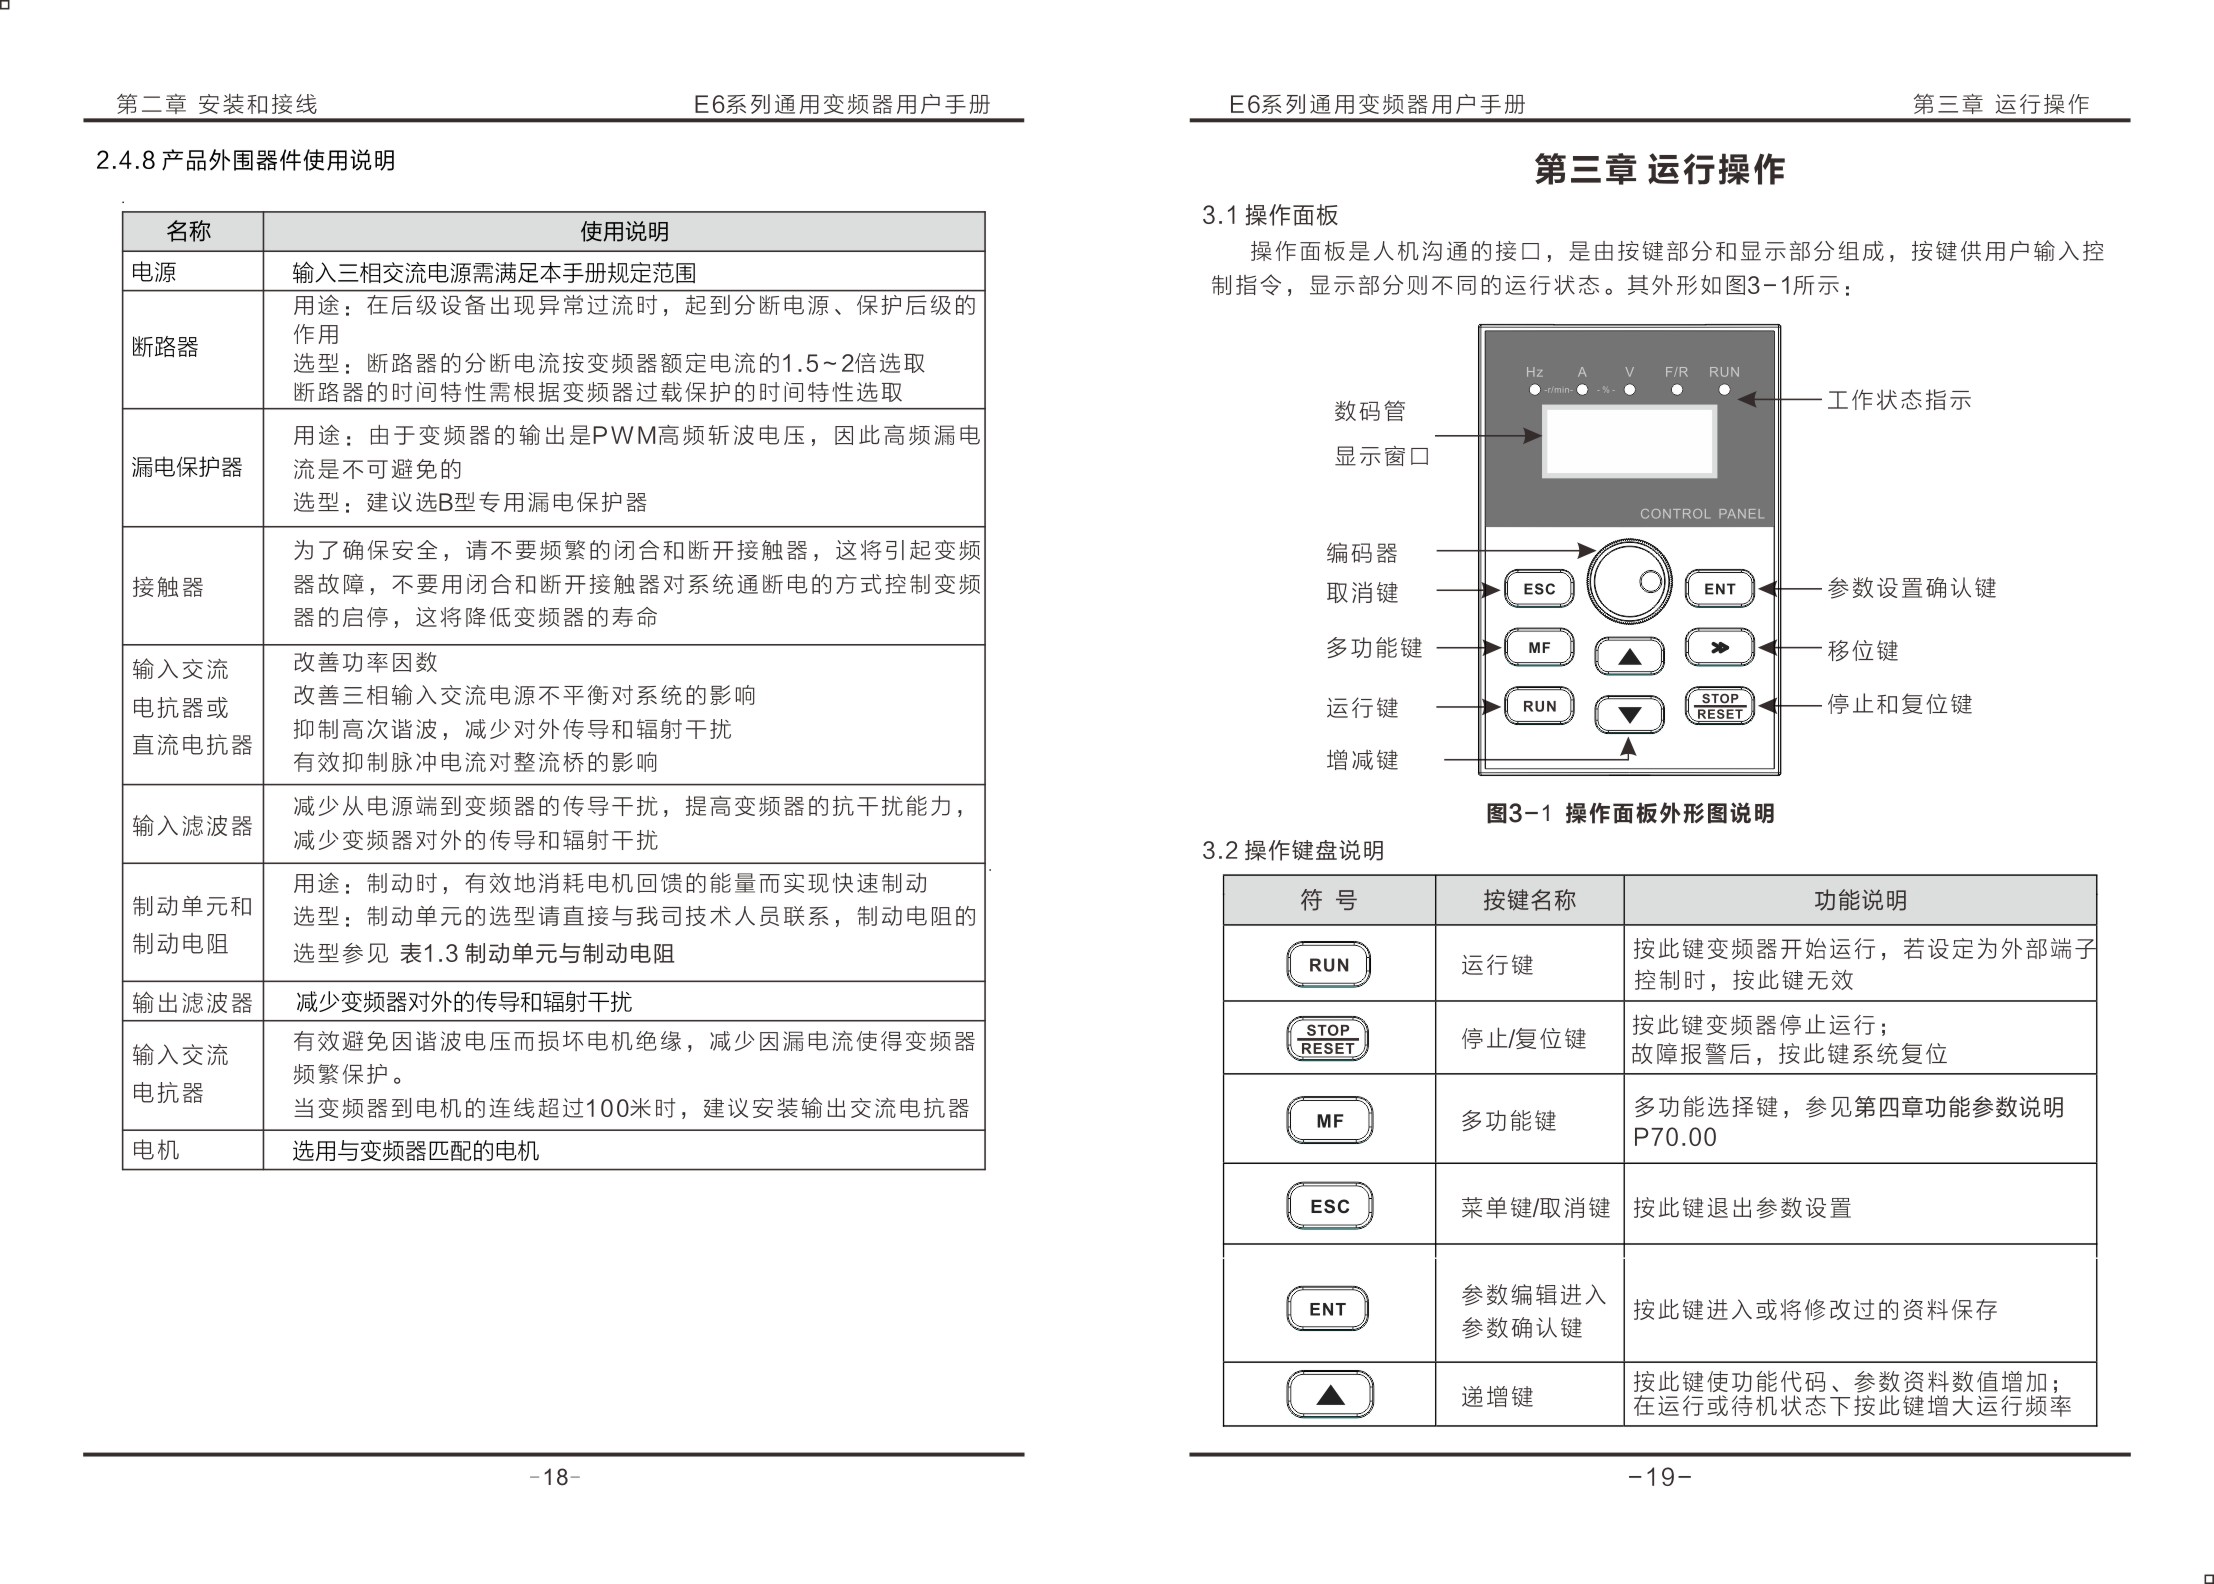 第二章 安装和接线
E6系列通用变频器用户手册
2.4.8 产品外围器件使用说明
名称
使用说明
电源
输入三相交流电源需满足本手册规定范围
断路器
用途：在后级设备出现异常过流时，起到分断电源、保护后级的
作用
选型：断路器的分断电流按变频器额定电流的1.5~2倍选取
断路器的时间特性需根据变频器过载保护的时间特性选取
漏电保护器
用途：由于变频器的输出是PWM高频斩波电压，因此高频漏电
流是不可避免的
选型：建议选B型专用漏电保护器
接触器
为了确保安全，请不要频繁的闭合和断开接触器，这将引起变频
器故障，不要用闭合和断开接触器对系统通断电的方式控制变频
器的启停，这将降低变频器的寿命
输入交流
电抗器或
直流电抗器
改善功率因数
改善三相输入交流电源不平衡对系统的影响
抑制高次谐波，减少对外传导和辐射干扰
有效抑制脉冲电流对整流桥的影响
输入滤波器
减少从电源端到变频器的传导干扰，提高变频器的抗干扰能力，
减少变频器对外的传导和辐射干扰
制动单元和
制动电阻
用途：制动时，有效地消耗电机回馈的能量而实现快速制动
选型：制动单元的选型请直接与我司技术人员联系，制动电阻的
选型参见 表1.3 制动单元与制动电阻
输出滤波器
减少变频器对外的传导和辐射干扰
输入交流
电抗器
有效避免因谐波电压而损坏电机绝缘，减少因漏电流使得变频器
频繁保护。
当变频器到电机的连线超过100米时，建议安装输出交流电抗器
电机
选用与变频器匹配的电机
-18-
E6系列通用变频器用户手册
第三章 运行操作
第三章 运行操作
3.1 操作面板
操作面板是人机沟通的接口，是由按键部分和显示部分组成，按键供用户输入控
制指令，显示部分则不同的运行状态。其外形如图3-1所示：
Hz A V F/R RUN
-r/min- -%-
数码管
显示窗口
工作状态指示
CONTROL PANEL
编码器
取消键
ESC
ENT
参数设置确认键
多功能键
MF
移位键
运行键
RUN
STOP
RESET
停止和复位键
增减键
图3-1 操作面板外形图说明
3.2 操作键盘说明
符 号
按键名称
功能说明
RUN
运行键
按此键变频器开始运行，若设定为外部端子
控制时，按此键无效
STOP
RESET
停止/复位键
按此键变频器停止运行；
故障报警后，按此键系统复位
MF
多功能键
多功能选择键，参见第四章功能参数说明
P70.00
ESC
菜单键/取消键
按此键退出参数设置
ENT
参数编辑进入
参数确认键
按此键进入或将修改过的资料保存
▲
递增键
按此键使功能代码、参数资料数值增加；
在运行或待机状态下按此键增大运行频率
-19-